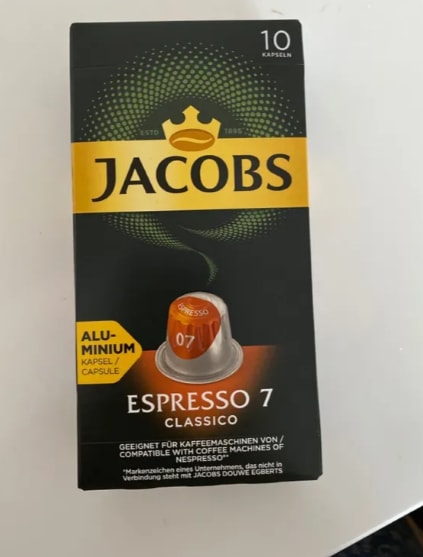 10
KAPSELN
ESTD 1895
JACOBS
ESPRESSO
07
ALU-
MINIUM
KAPSEL /
CAPSULE
ESPRESSO 7
CLASSICO
GEEIGNET FÜR KAFFEEMASCHINEN VON /
COMPATIBLE WITH COFFEE MACHINES OF
NESPRESSO®*
*Markenzeichen eines Unternehmens, das nicht in
Verbindung steht mit JACOBS DOUWE EGBERTS